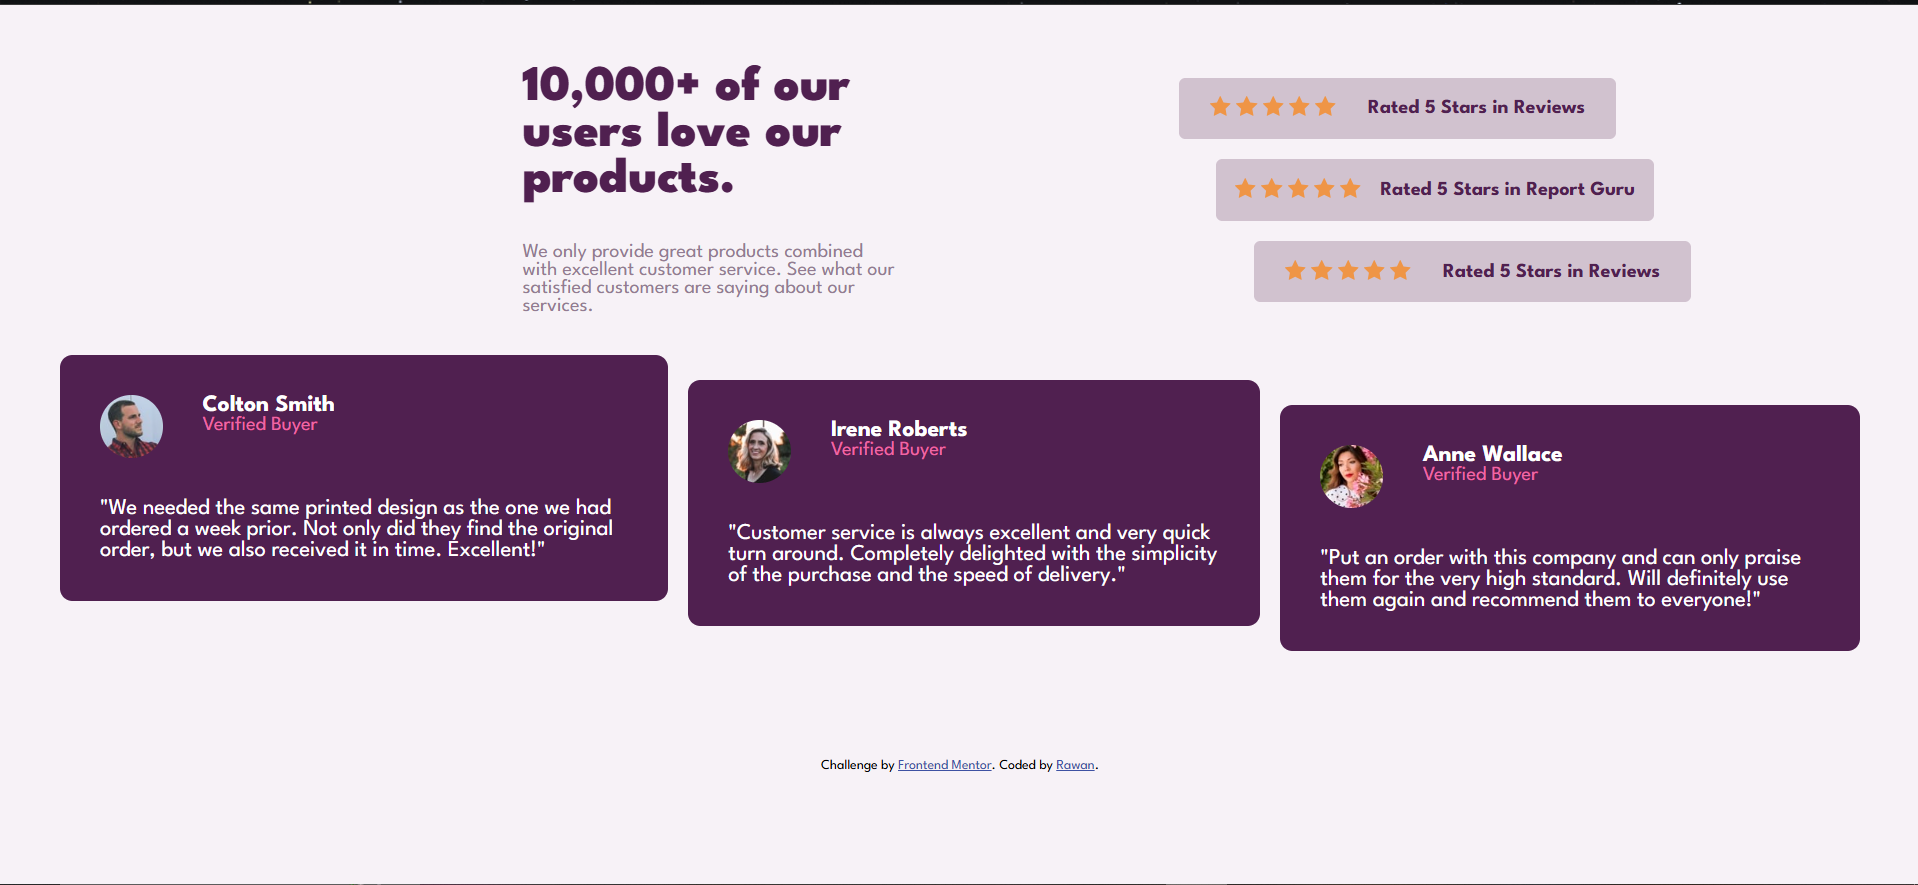 10,000+ of our
users love our
products.
We only provide great products combined
with excellent customer service. See what our
satisfied customers are saying about our
services.
Rated 5 Stars in Reviews
Rated 5 Stars in Report Guru
Rated 5 Stars in Reviews
Colton Smith
Verified Buyer
"We needed the same printed design as the one we had
ordered a week prior. Not only did they find the original
order, but we also received it in time. Excellent!"
Irene Roberts
Verified Buyer
"Customer service is always excellent and very quick
turn around. Completely delighted with the simplicity
of the purchase and the speed of delivery."
Anne Wallace
Verified Buyer
"Put an order with this company and can only praise
them for the very high standard. Will definitely use
them again and recommend them to everyone!"
Challenge by Frontend Mentor. Coded by Rawan.